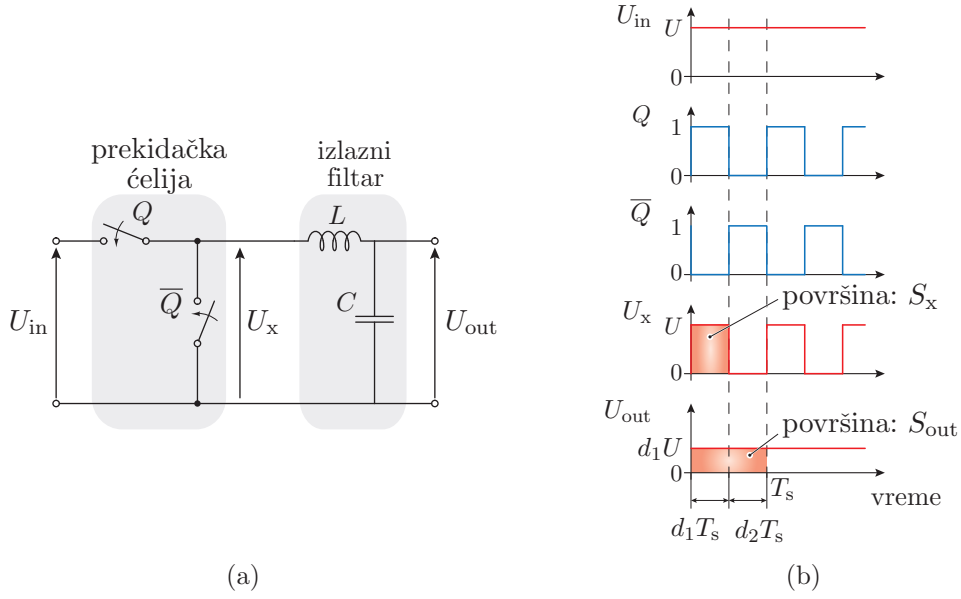 prekidačka
ćelija
izlazni
filtar
Q
L
Q̅
C
U_in
U_x
U_out
(a)
U_in
U
0
Q
1
0
Q̅
1
0
površina: S_x
U_x
U
0
U_out
površina: S_out
d_1U
0
T_s
vreme
d_1T_s
d_2T_s
(b)